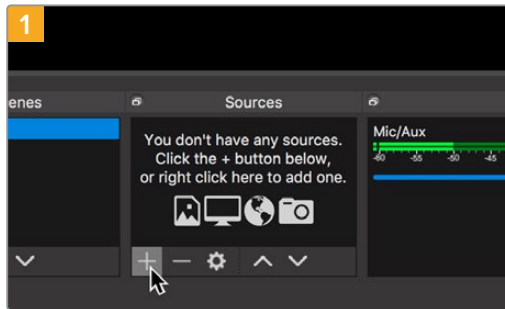 1
enes
Sources
You don't have any sources.
Click the + button below,
or right click here to add one.
Mic/Aux
-60 -55 -50 -45